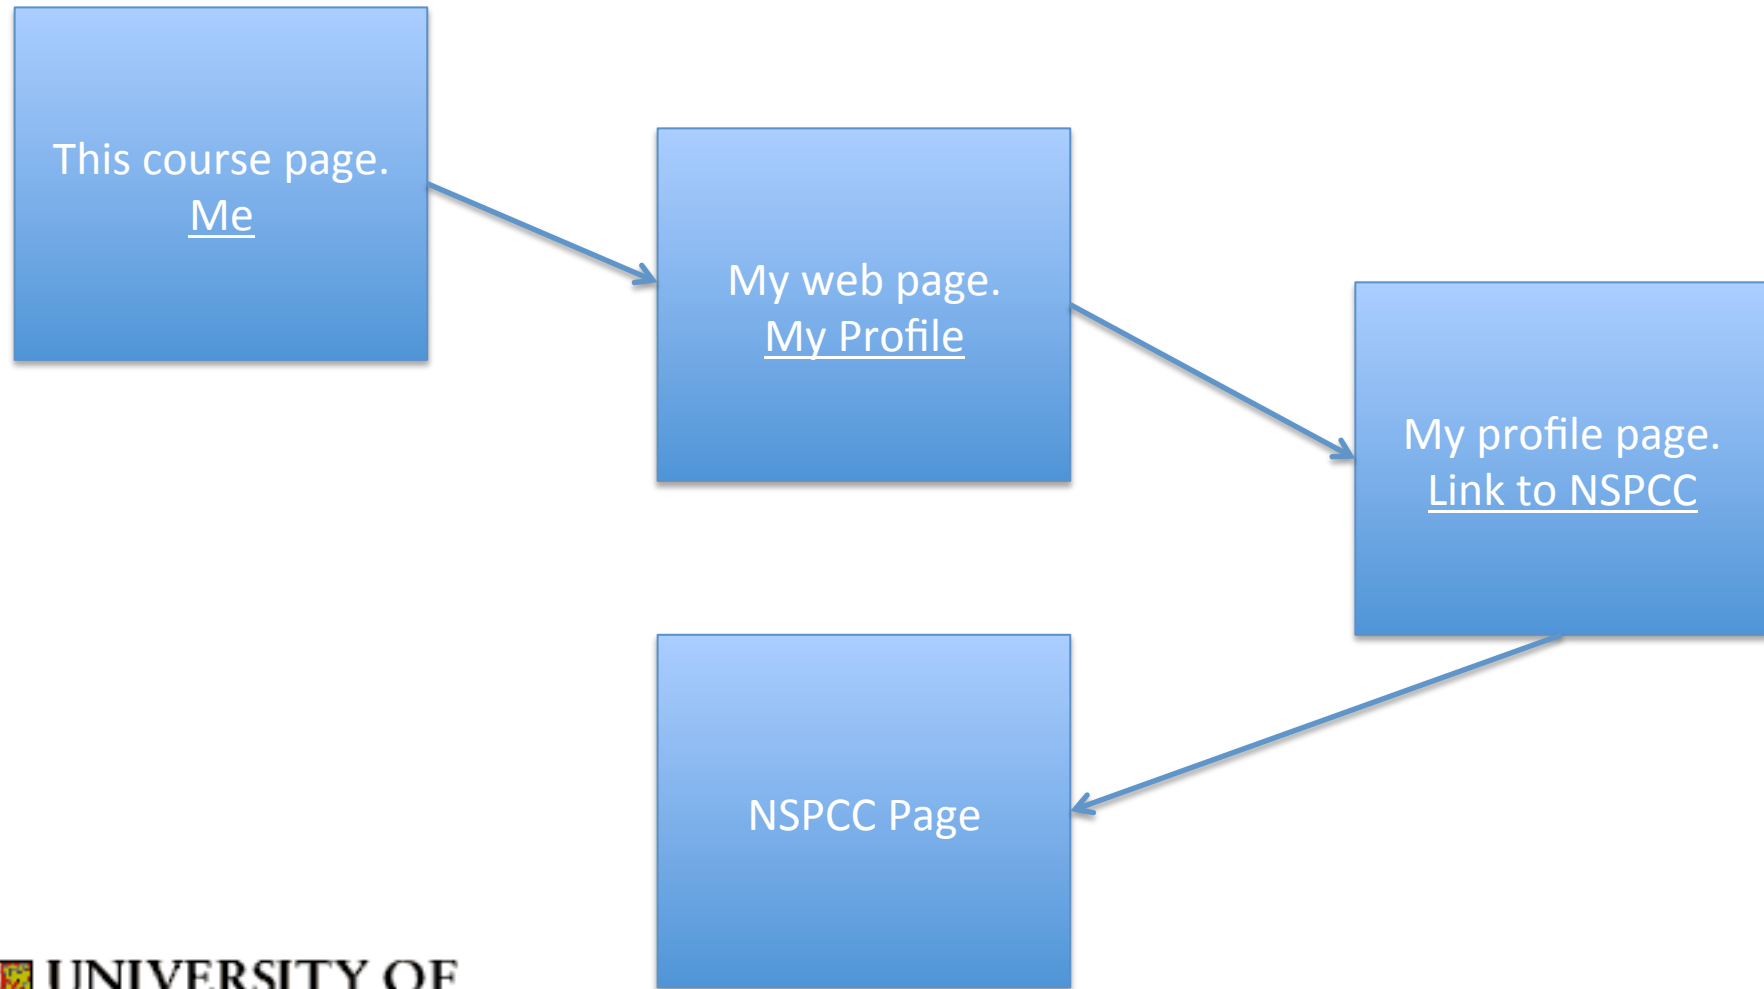 This course page.
Me
My web page.
My Profile
My profile page.
Link to NSPCC
NSPCC Page
UNIVERSITY OF